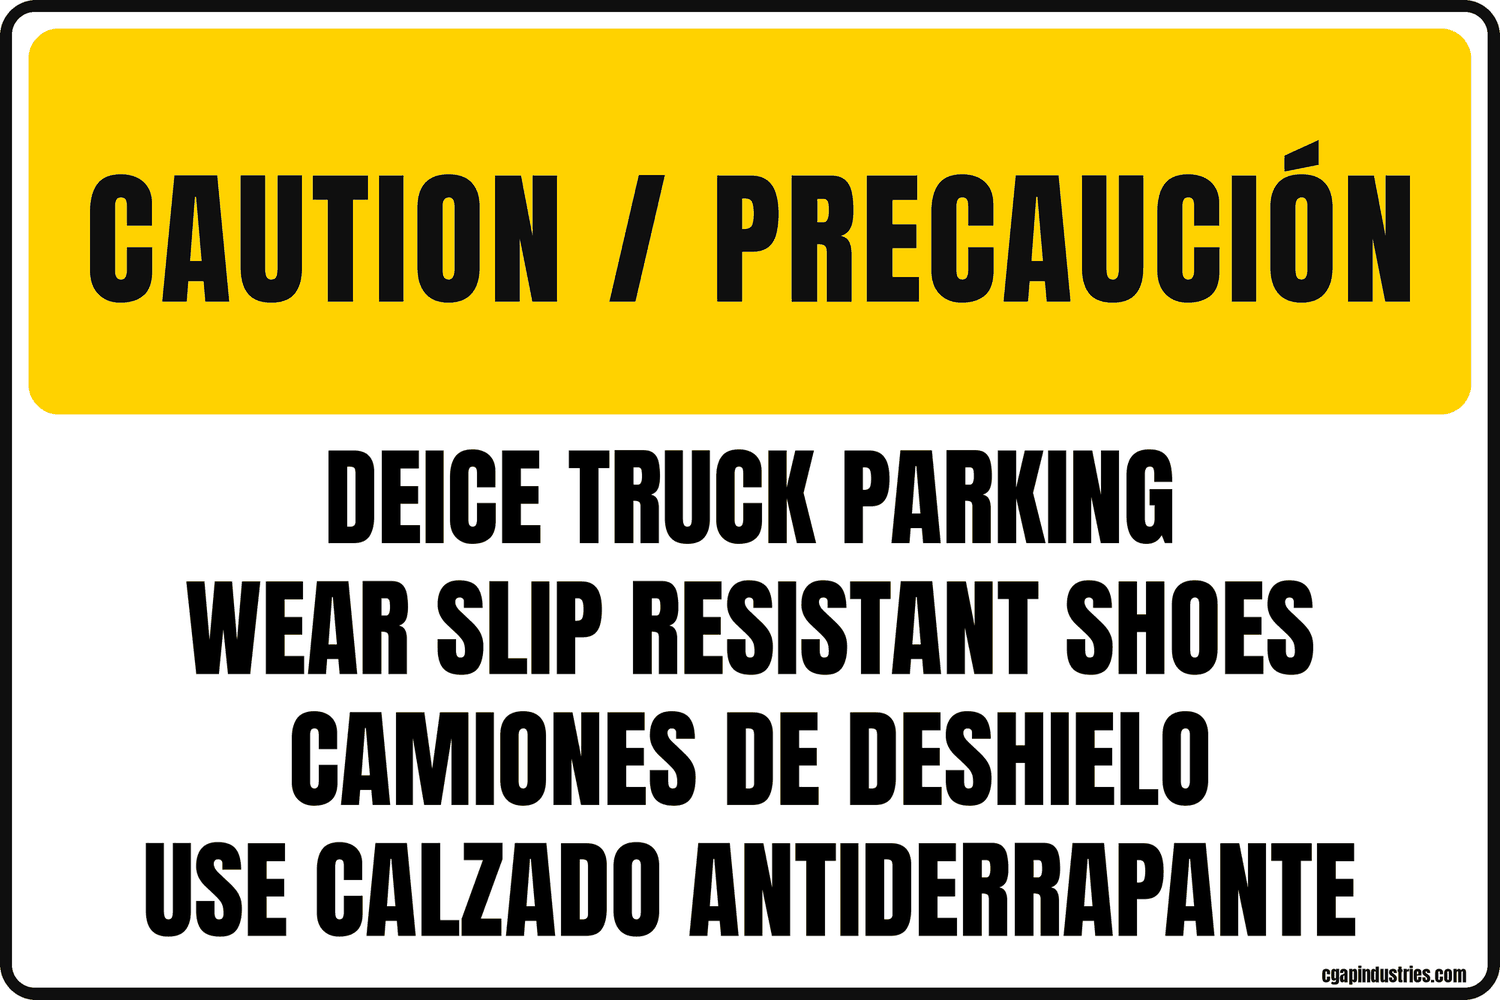 CAUTION / PRECAUCIÓN
DEICE TRUCK PARKING
WEAR SLIP RESISTANT SHOES
CAMIONES DE DESHIELO
USE CALZADO ANTIDERRAPANTE
cgapindustries.com